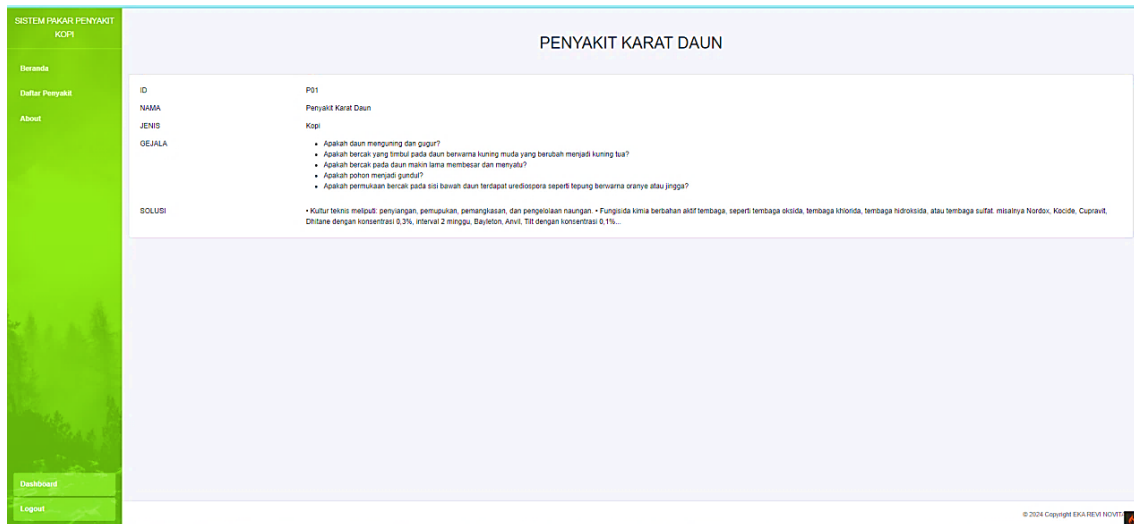 SISTEM PAKAR PENYAKIT
KOPI
Beranda
Daftar Penyakit
About
Dashboard
Logout
PENYAKIT KARAT DAUN
ID P01
NAMA Penyakit Karat Daun
JENIS Kopi
GEJALA
• Apakah daun menguning dan gugur?
• Apakah bercak yang timbul pada daun berwarna kuning muda yang berubah menjadi kuning tua?
• Apakah bercak pada daun makin lama membesar dan menyatu?
• Apakah pohon menjadi gundul?
• Apakah permukaan bercak pada sisi bawah daun terdapat urediospora seperti tepung berwarna oranye atau jingga?
SOLUSI • Kultur teknis meliputi: penyiangan, pemupukan, pemangkasan, dan pengelolaan naungan. • Fungisida kimia berbahan aktif tembaga, seperti tembaga oksida, tembaga khlorida, tembaga hidroksida, atau tembaga sulfat. misalnya Nordox, Kocide, Cupravit,
Dhitane dengan konsentrasi 0,3%, interval 2 minggu, Bayleton, Anvil, Tilt dengan konsentrasi 0,1%...
© 2024 Copyright EKA REVI